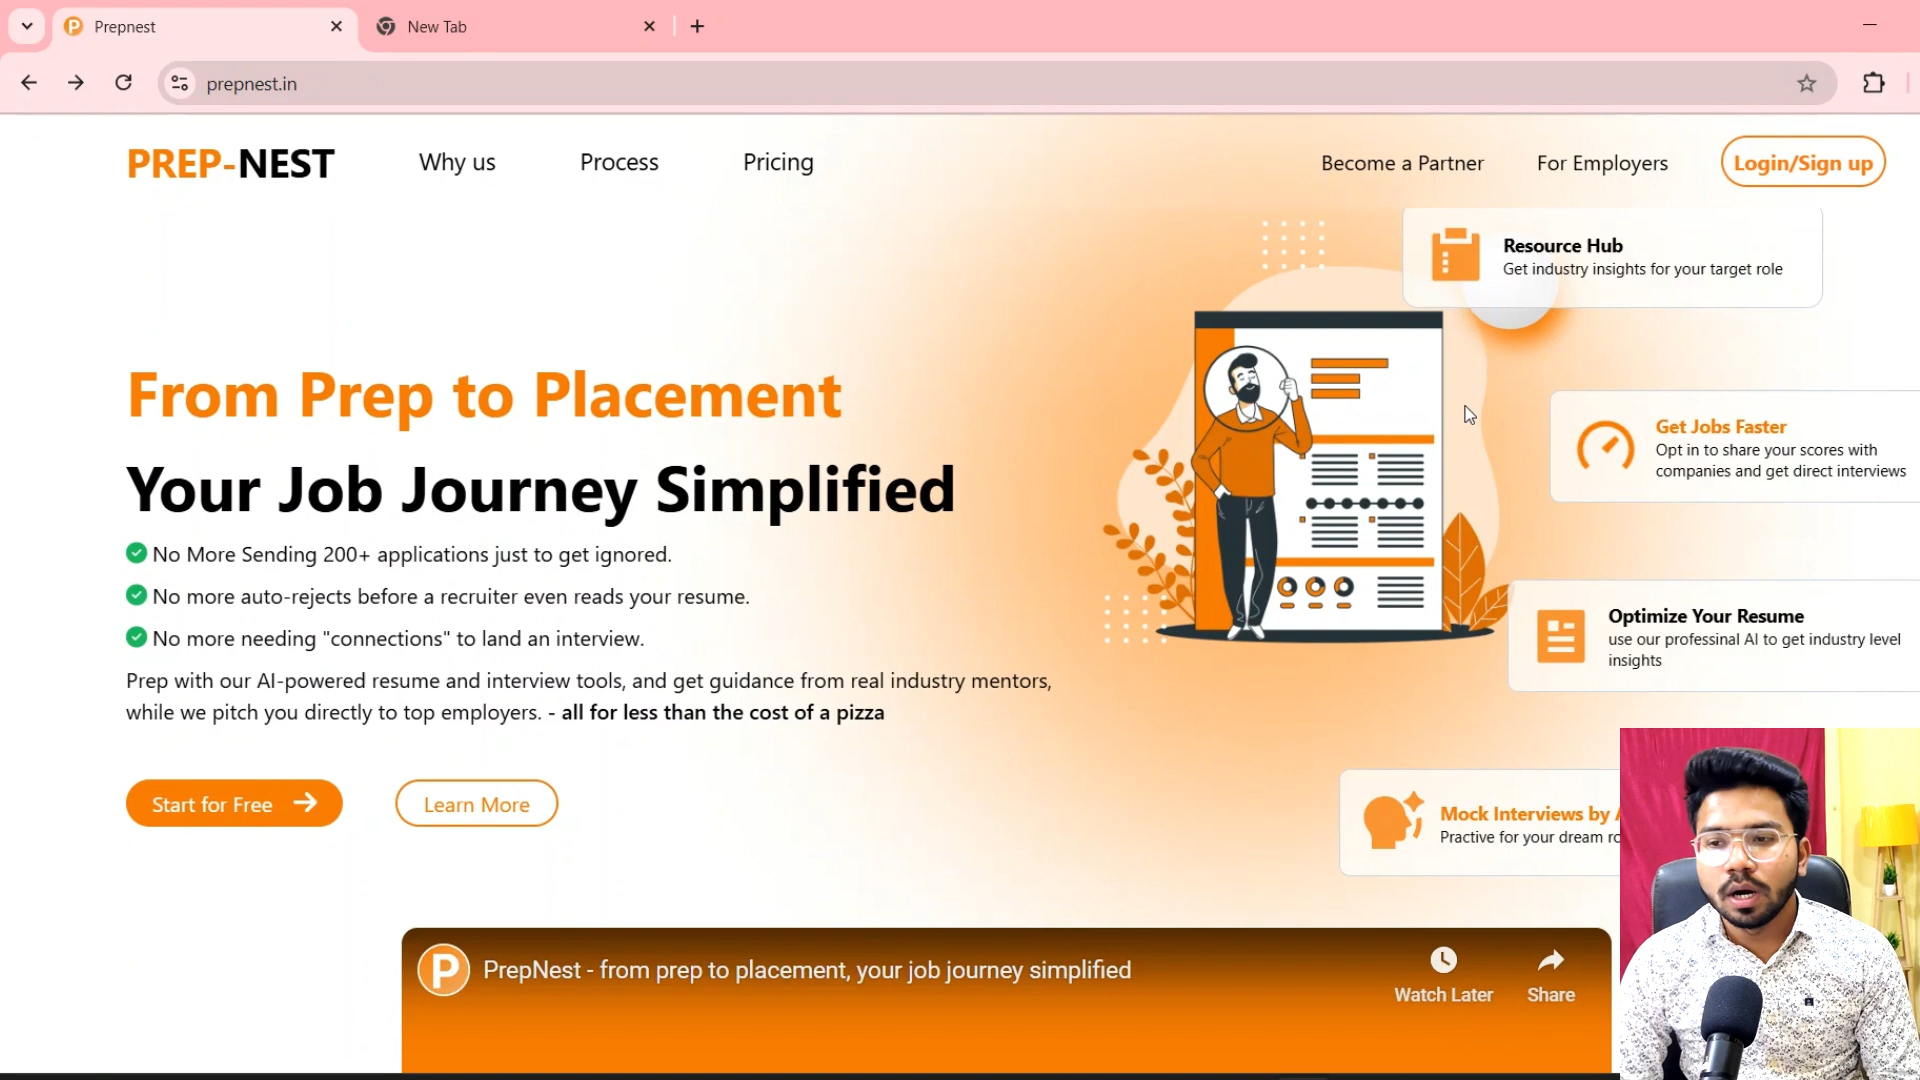 Prepnest
New Tab
prepnest.in
PREP-NEST
Why us
Process
Pricing
Become a Partner
For Employers
Login/Sign up
Resource Hub
Get industry insights for your target role
From Prep to Placement
Get Jobs Faster
Opt in to share your scores with
companies and get direct interviews
Your Job Journey Simplified
No More Sending 200+ applications just to get ignored.
No more auto-rejects before a recruiter even reads your resume.
No more needing "connections" to land an interview.
Optimize Your Resume
use our professinal AI to get industry level
insights
Prep with our AI-powered resume and interview tools, and get guidance from real industry mentors,
while we pitch you directly to top employers. - all for less than the cost of a pizza
Start for Free
Learn More
Mock Interviews by
Practive for your dream
P
PrepNest - from prep to placement, your job journey simplified
Watch Later
Share